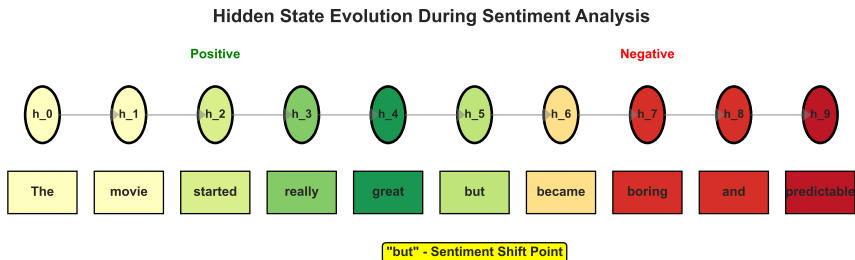 Hidden State Evolution During Sentiment Analysis
Positive Negative
h_0 h_1 h_2 h_3 h_4 h_5 h_6 h_7 h_8 h_9
The movie started really great but became boring and predictable
"but" - Sentiment Shift Point